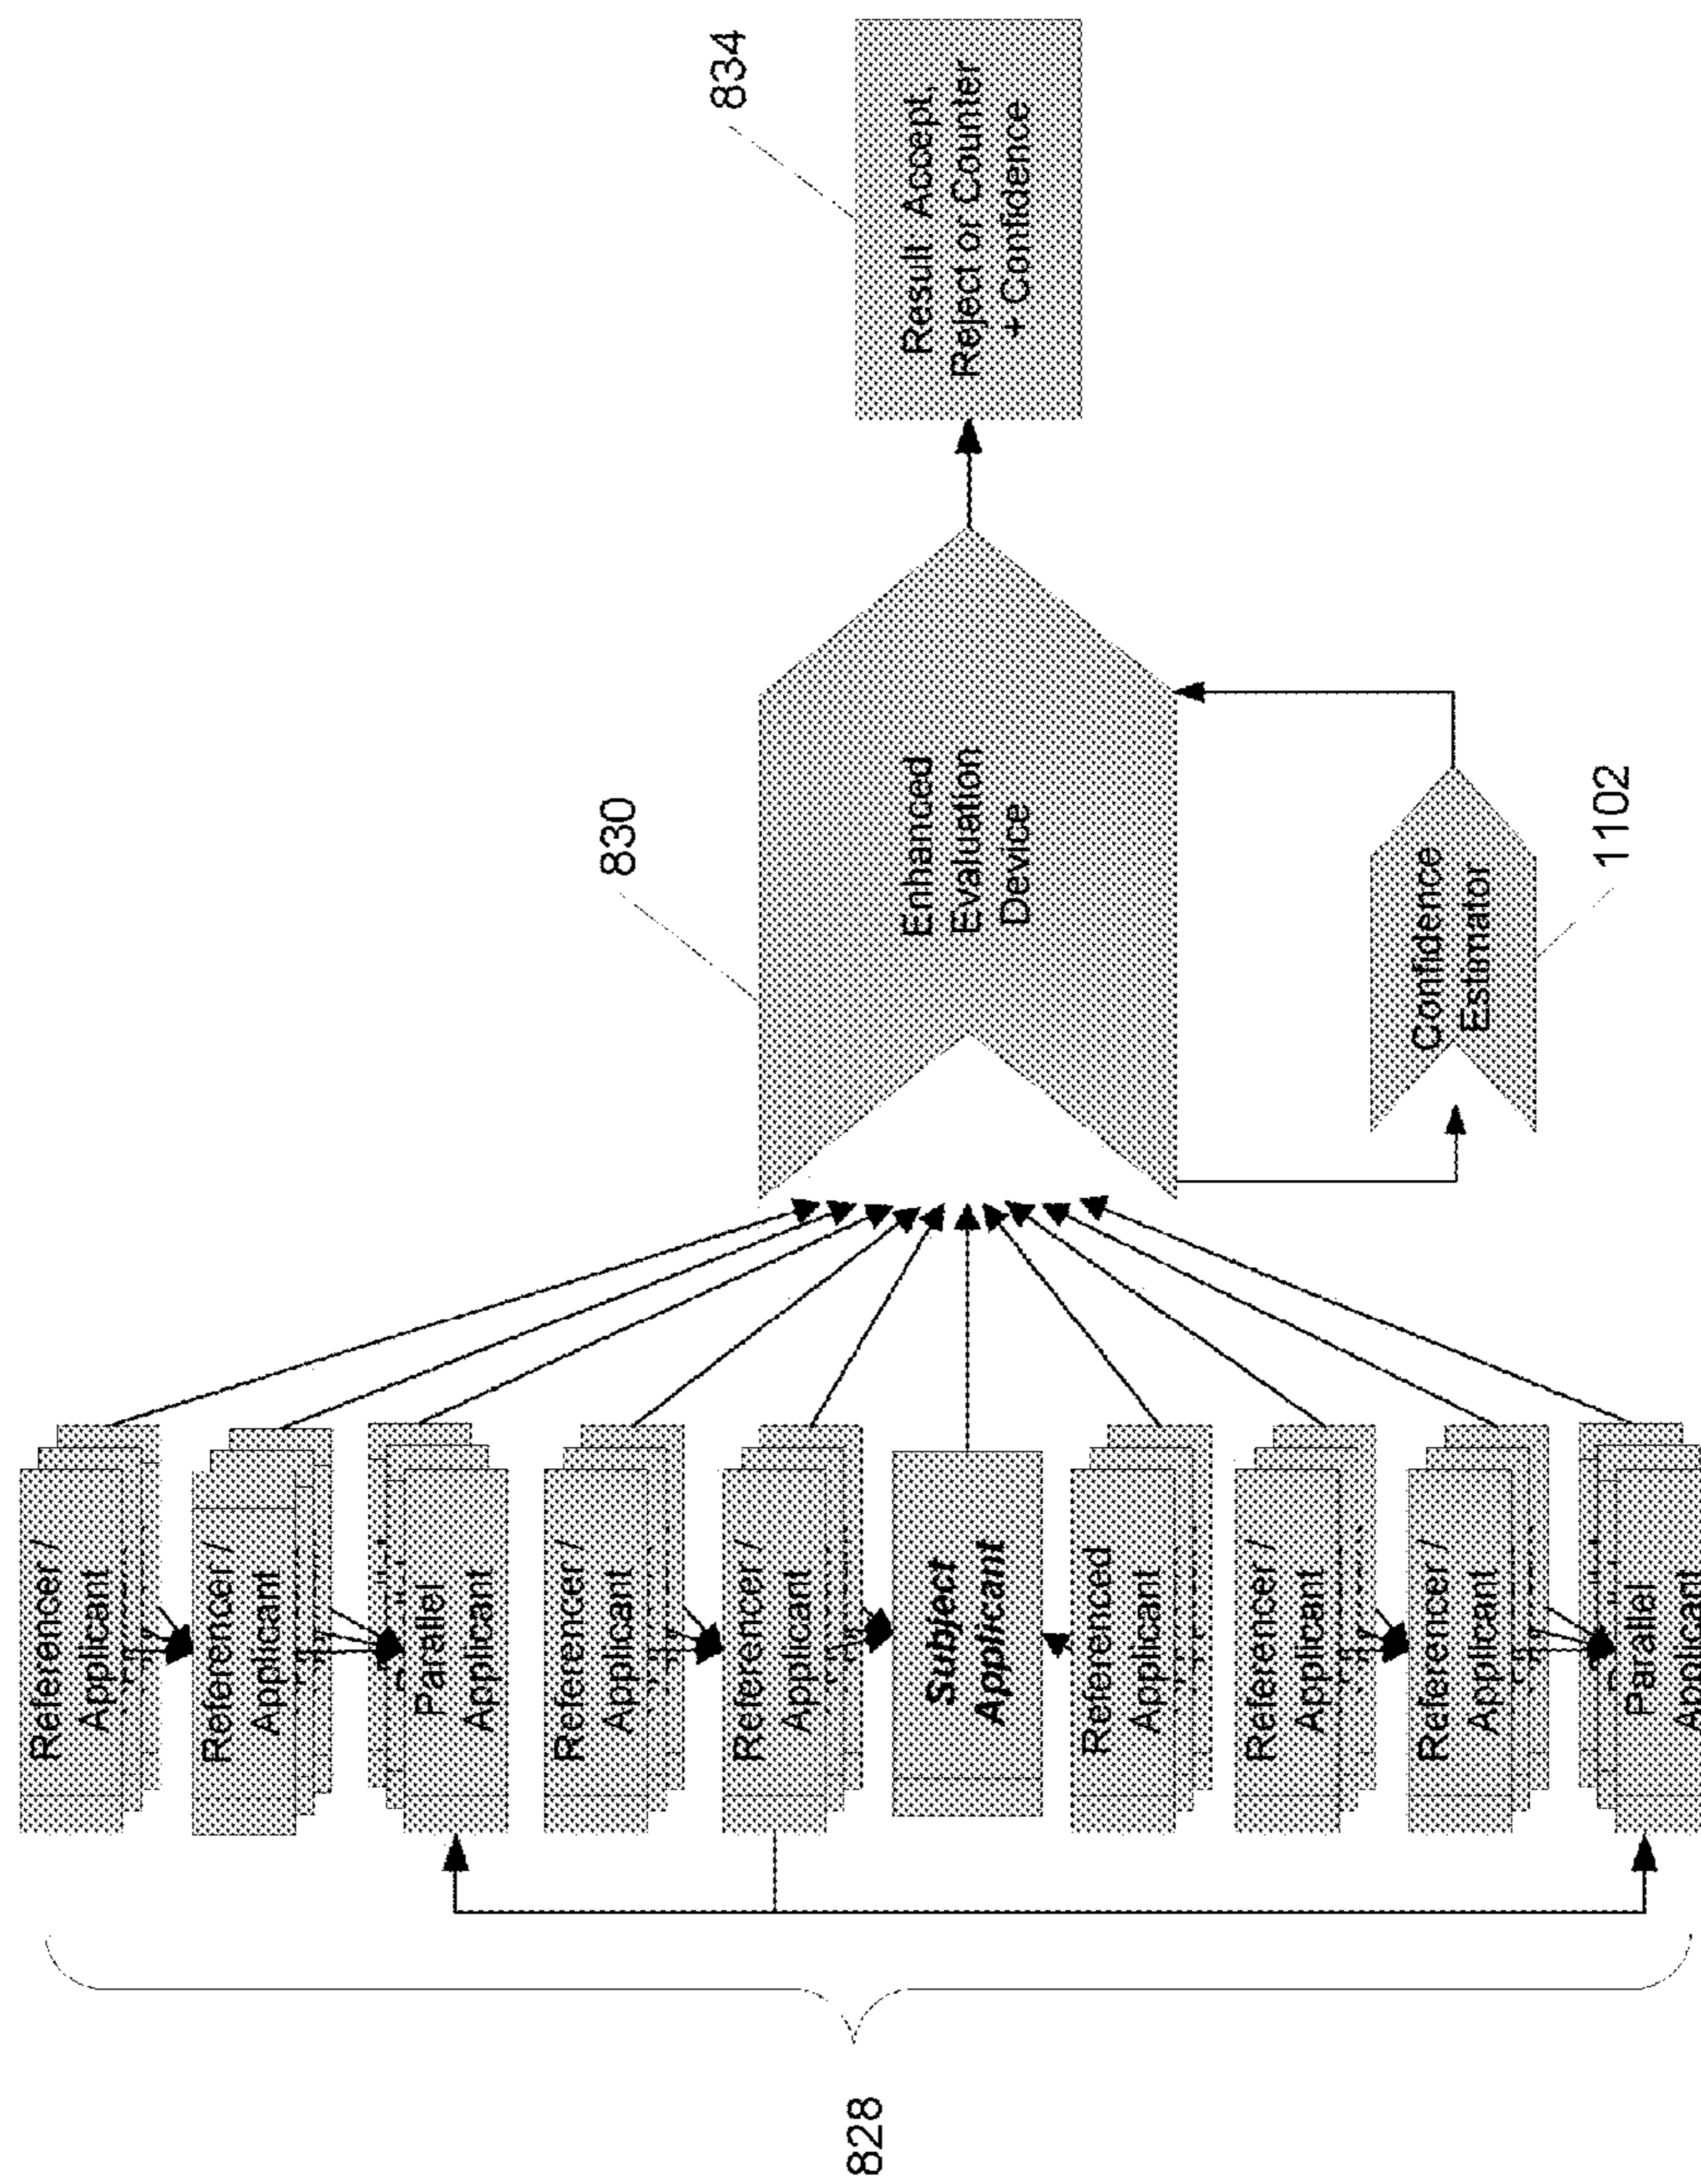 828
Referencer /
Applicant
Referencer /
Applicant
Parallel
Applicant
Referencer /
Applicant
Referencer /
Applicant
Subject
Applicant
Referenced
Applicant
Referencer /
Applicant
Referencer /
Applicant
Parallel
Applicant
830
Enhanced
Evaluation
Device
Confidence
Estimator
1102
834
Result Accept,
Reject or Counter
+ Confidence